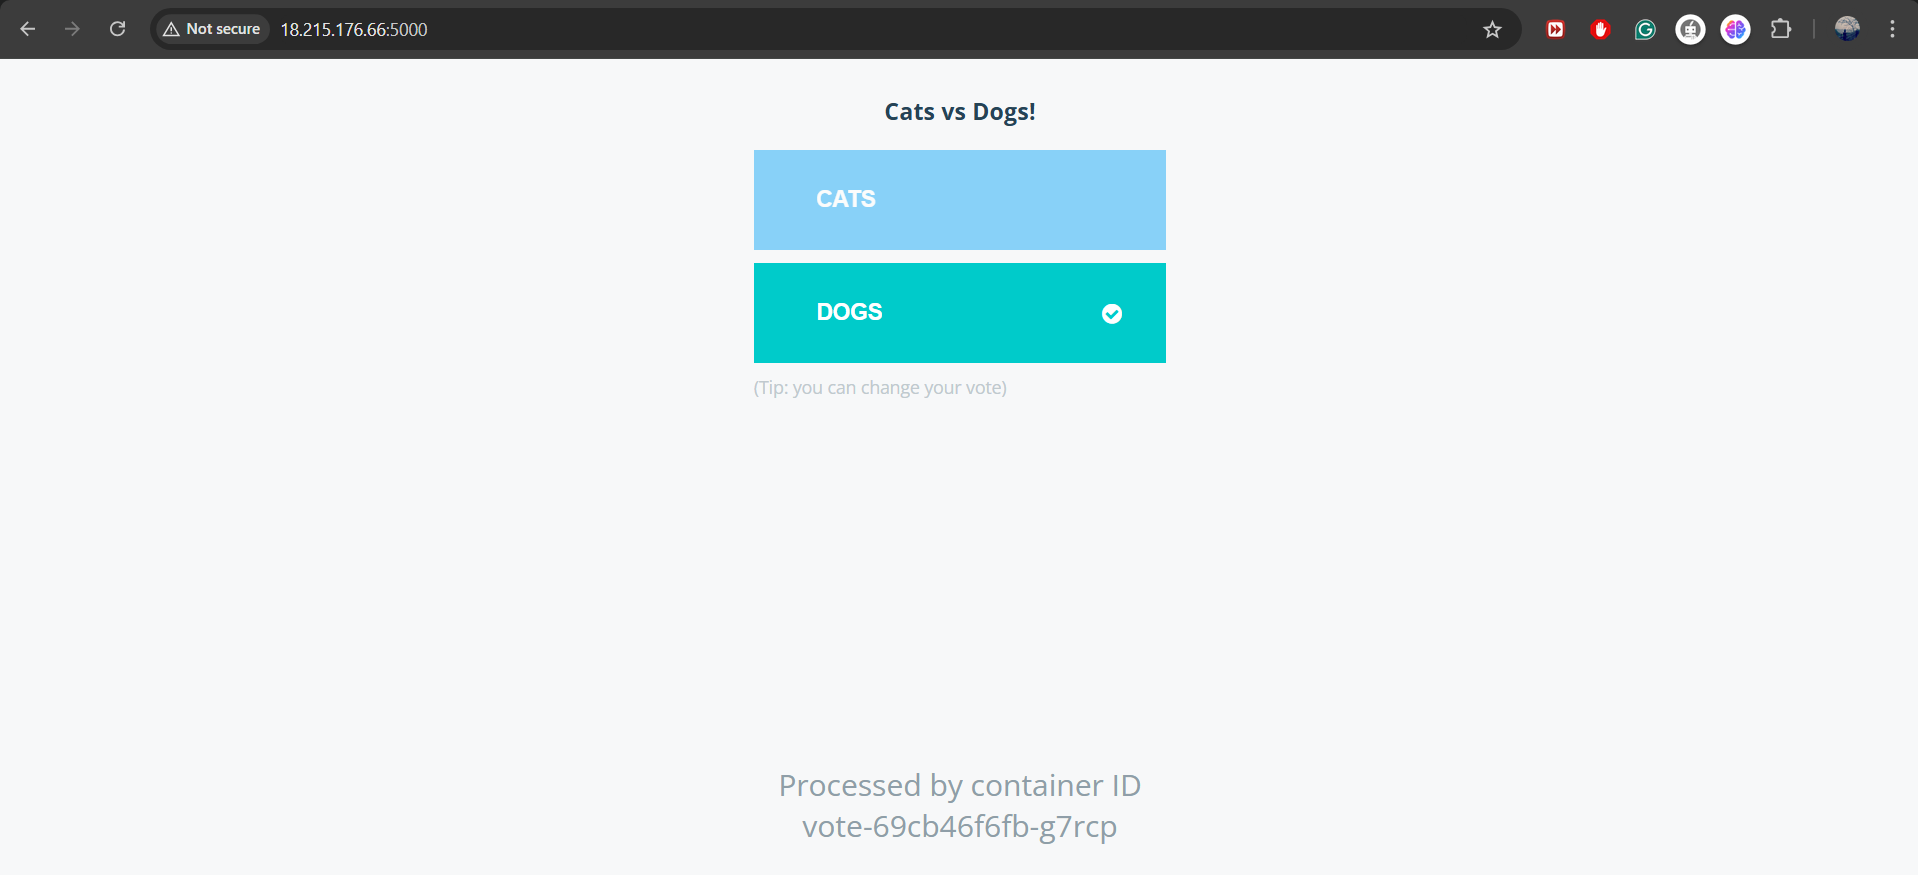 Not secure 18.215.176.66:5000
Cats vs Dogs!
CATS
DOGS
(Tip: you can change your vote)
Processed by container ID
vote-69cb46f6fb-g7rcp